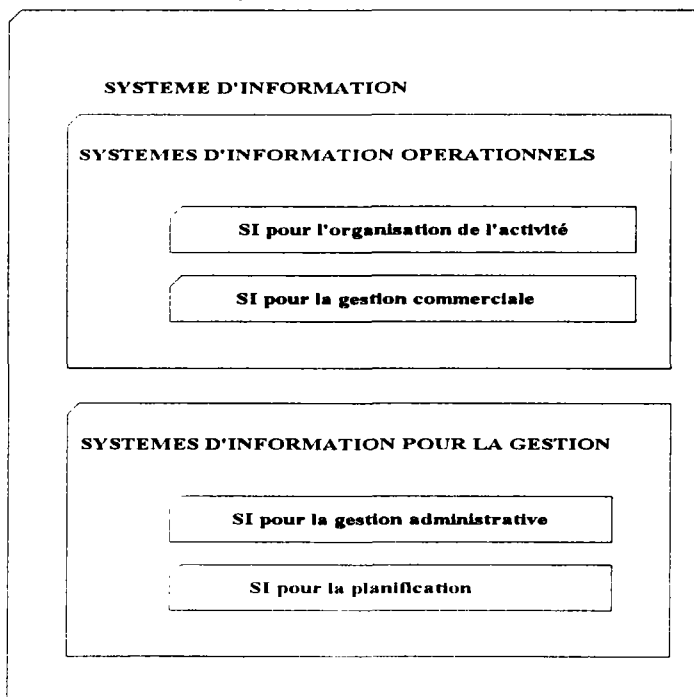 SYSTEME D'INFORMATION
SYSTEMES D'INFORMATION OPERATIONNELS
SI pour l'organisation de l'activité
SI pour la gestion commerciale
SYSTEMES D'INFORMATION POUR LA GESTION
SI pour la gestion administrative
SI pour la planification